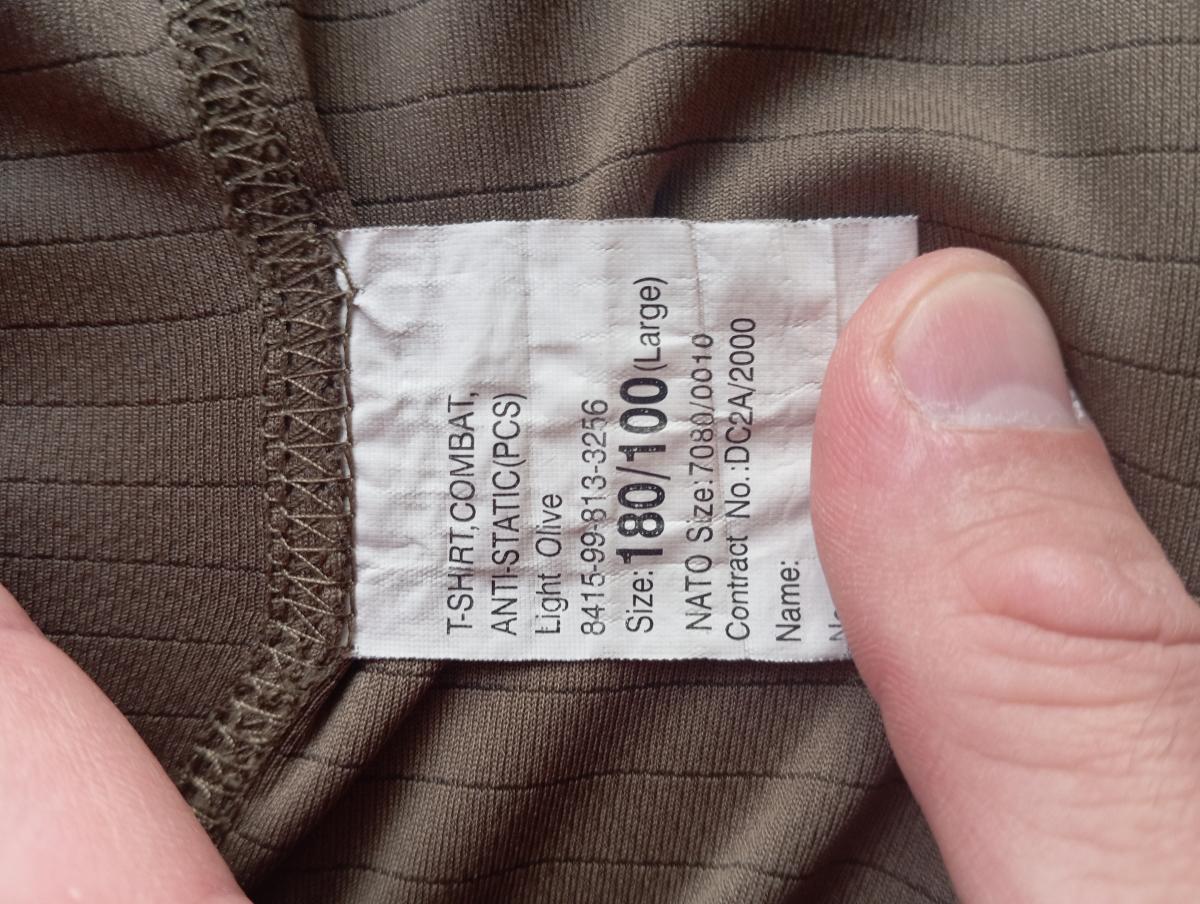 T-SHIRT,COMBAT,
ANTI-STATIC(PCS)
Light Olive
8415-99-813-3256
Size:180/100(Large)
NATO Size:7080/0010
Contract No.:DC2A/2000
Name: